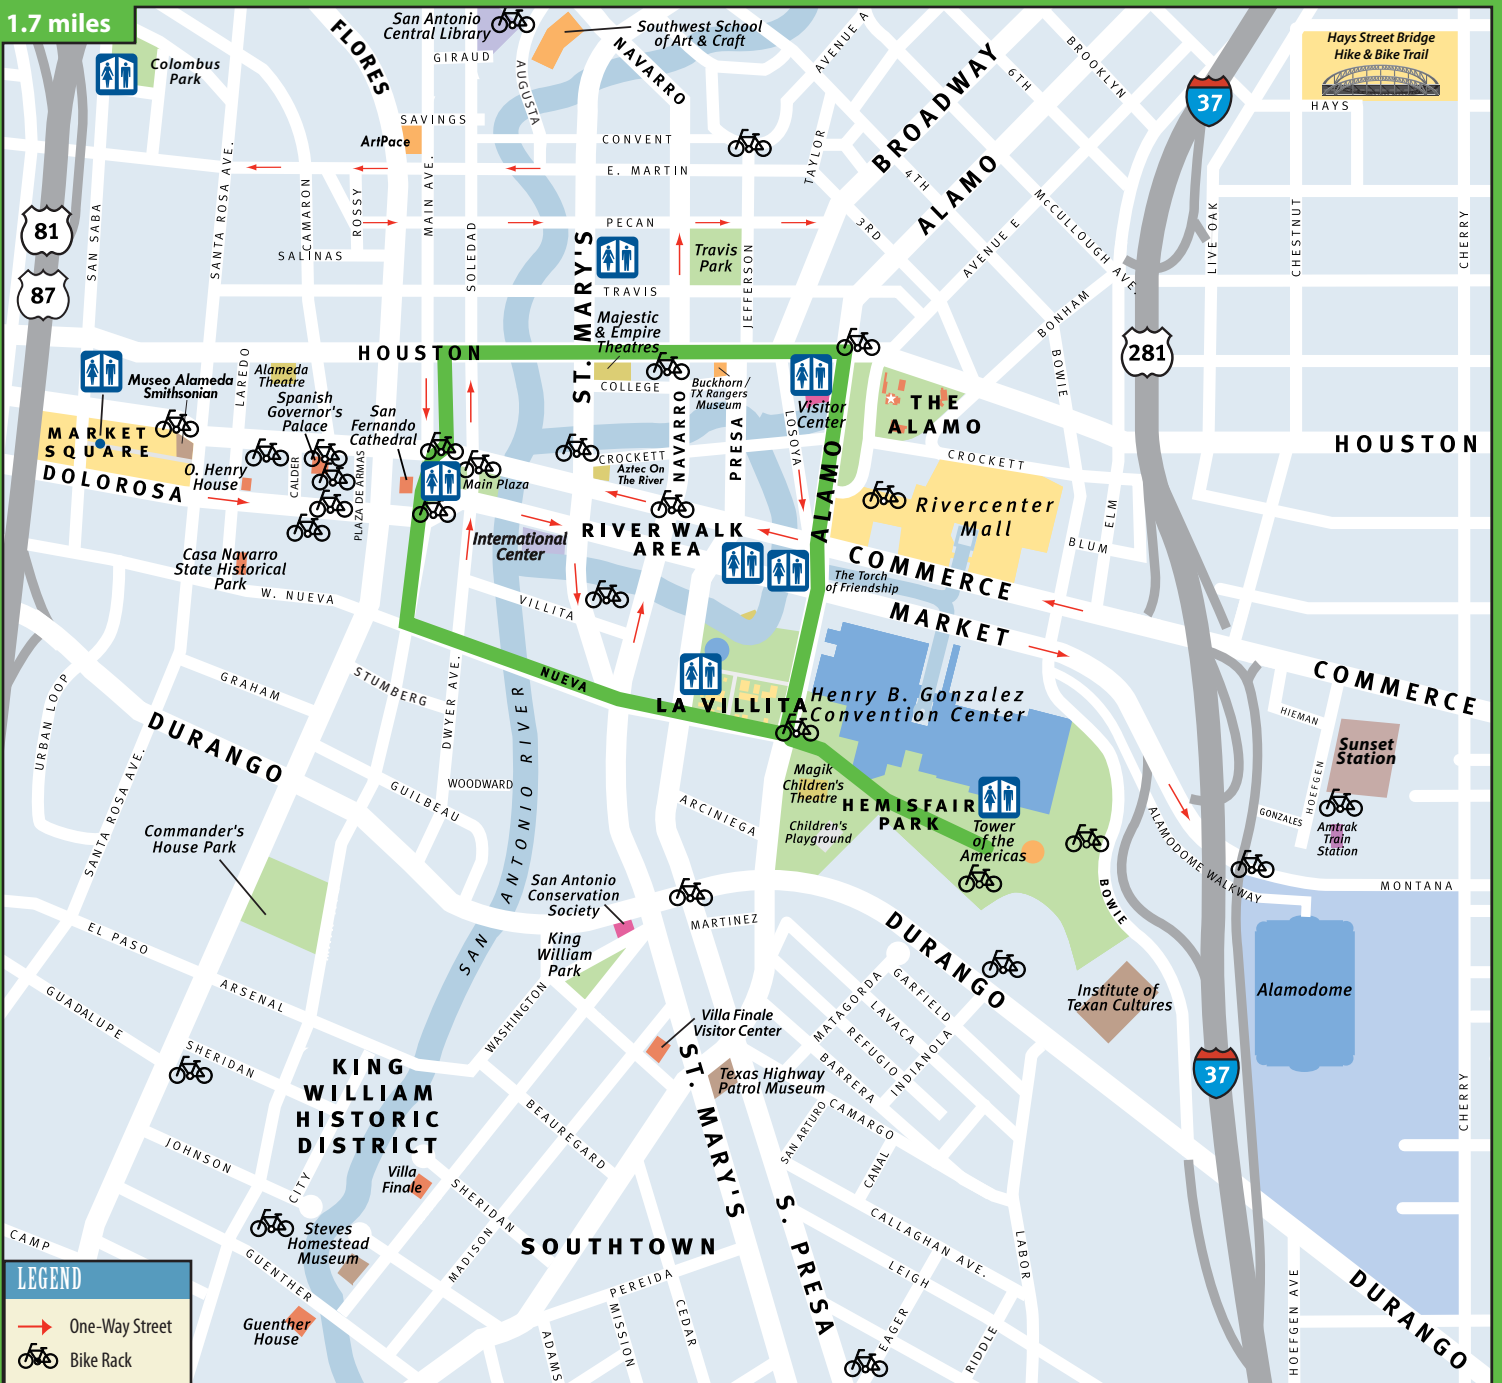 1.7 miles
San Antonio
Central Library
Southwest School
of Art & Craft
Hays Street Bridge
Hike & Bike Trail
HAYS
Colombus
Park
FLORES
GIRAUD
AUGUSTA
NAVARRO
AVENUE A
BROADWAY
6TH
BROOKLYN
37
SAVINGS
ArtPace
CONVENT
E. MARTIN
TAYLOR
4TH
ALAMO
3RD
McCULLOUGH AVE.
AVENUE E
LIVE OAK
CHESTNUT
CHERRY
81
87
SAN SABA
SANTA ROSA AVE.
CAMARON
ROSSY
MAIN AVE.
SALINAS
SOLEDAD
PECAN
ST. MARY'S
Travis
Park
JEFFERSON
TRAVIS
BONHAM
BOWIE
281
Majestic
& Empire
Theatres
HOUSTON
LAREDO
Alameda
Theatre
Museo Alameda
Smithsonian
Spanish
Governor's
Palace
San
Fernando
Cathedral
COLLEGE
Buckhorn/
TX Rangers
Museum
Visitor
Center
THE
ALAMO
HOUSTON
MARKET
SQUARE
O. Henry
House
DOLOROSA
CALDER
PLAZA DE ARMAS
Main Plaza
CROCKETT
Aztec On
The River
NAVARRO
PRESA
LOSOYA
ALAMO
CROCKETT
Rivercenter
Mall
ELM
BLUM
International
Center
RIVER WALK
AREA
COMMERCE
The Torch
of Friendship
MARKET
Casa Navarro
State Historical
Park
W. NUEVA
VILLITA
COMMERCE
URBAN LOOP
GRAHAM
STUMBERG
DWYER AVE.
NUEVA
LA VILLITA
Henry B. Gonzalez
Convention Center
HIEMAN
Sunset
Station
DURANGO
WOODWARD
GUILBEAU
SANTA ROSA AVE.
ARCINIEGA
Magik
Children's
Theatre
HEMISFAIR
PARK
Children's
Playground
Tower
of the
Americas
HOEFGEN
GONZALES
Amtrak
Train
Station
ALAMODOME WALKWAY
MONTANA
Commander's
House Park
SAN ANTONIO RIVER
San Antonio
Conservation
Society
MARTINEZ
BOWIE
DURANGO
EL PASO
King
William
Park
Institute of
Texan Cultures
Alamodome
GUADALUPE
ARSENAL
WASHINGTON
MATAGORDA
GARFIELD
LAVACA
REFUGIO
BARRERA
INDIANOLA
Villa Finale
Visitor Center
SHERIDAN
KING
WILLIAM
HISTORIC
DISTRICT
ST. MARY'S
Texas Highway
Patrol Museum
37
CHERRY
BEAUREGARD
SAN ARTURO
CAMARGO
CANAL
JOHNSON
CITY
Villa
Finale
SHERIDAN
MADISON
S. PRESA
CALLAGHAN AVE.
LABOR
CAMP
Steves
Homestead
Museum
SOUTHTOWN
GUENTHER
PEREIDA
LEIGH
HOEFGEN AVE
DURANGO
Guenther
House
ADAMS
MISSION
CEDAR
EAGER
RIDDLE
LEGEND
One-Way Street
Bike Rack